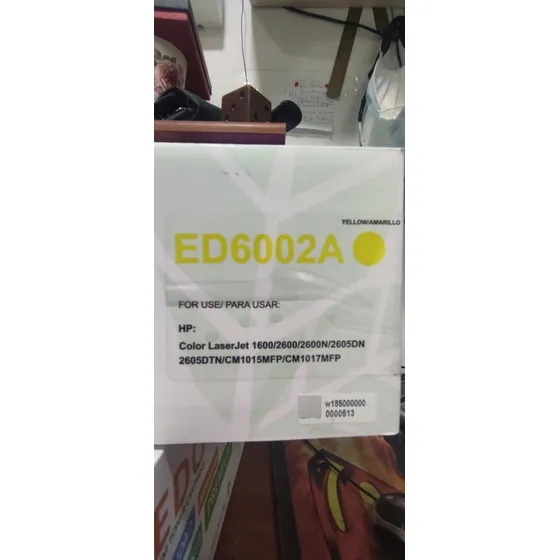 YELLOW/AMARILLO
ED6002A
FOR USE/ PARA USAR:
HP:
Color LaserJet 1600/2600/2600N/2605DN
2605DTN/CM1015MFP/CM1017MFP
w185000000
0000513